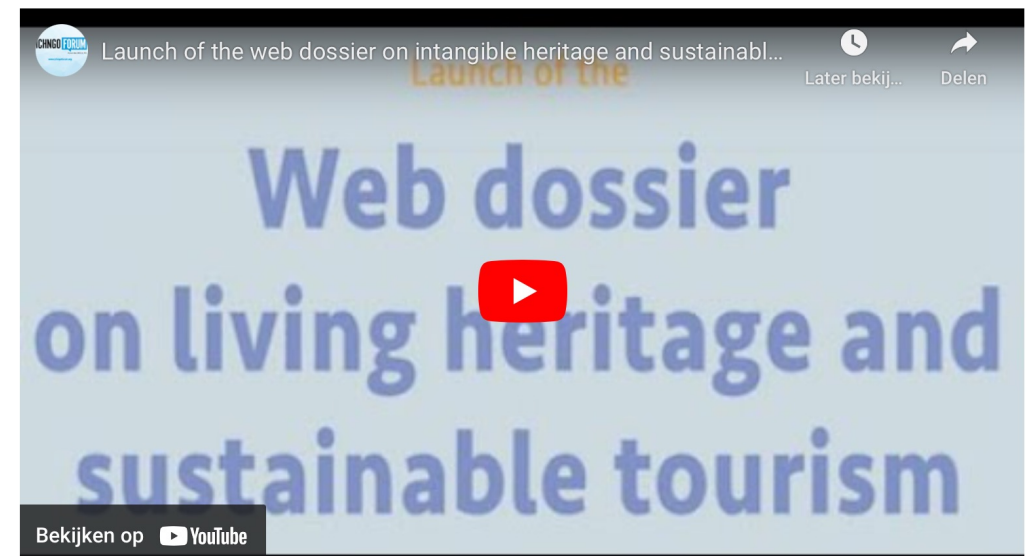 ICHNGO FORUM
Launch of the web dossier on intangible heritage and sustainabl...
Later bekij...
Delen
Launch of the
Web dossier
on living heritage and
sustainable tourism
Bekijken op YouTube